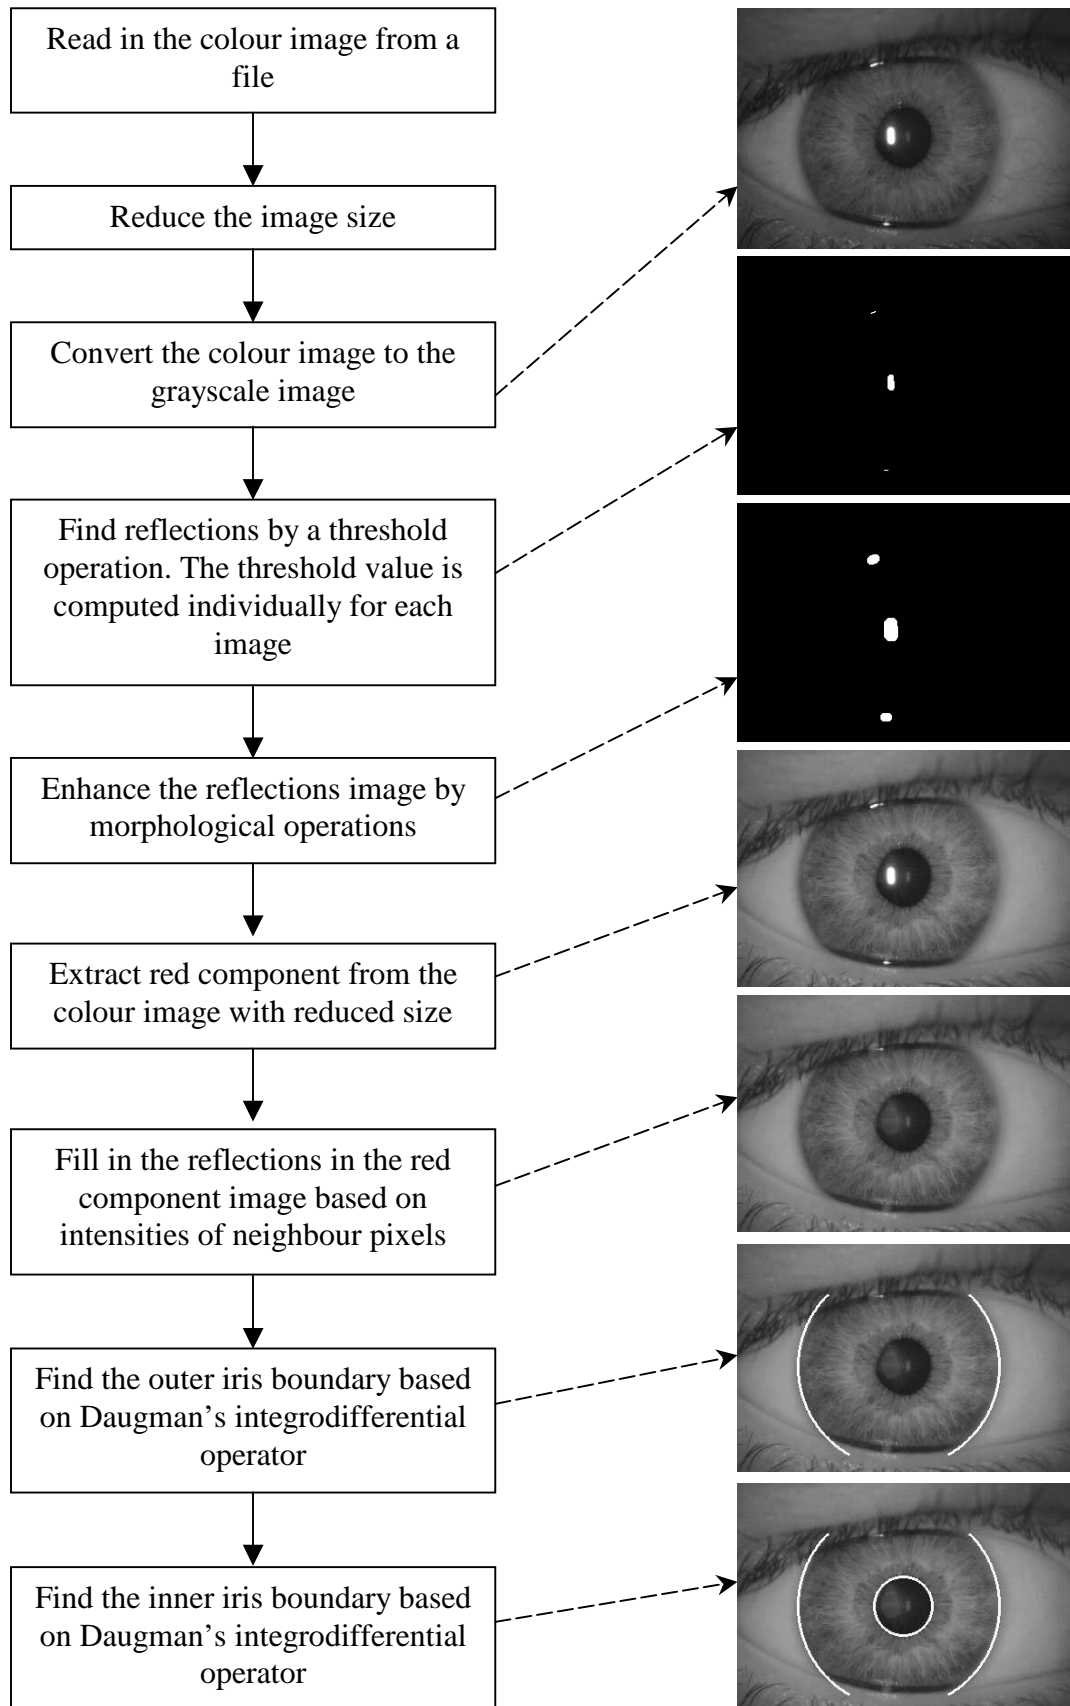 Read in the colour image from a
file
Reduce the image size
Convert the colour image to the
grayscale image
Find reflections by a threshold
operation. The threshold value is
computed individually for each
image
Enhance the reflections image by
morphological operations
Extract red component from the
colour image with reduced size
Fill in the reflections in the red
component image based on
intensities of neighbour pixels
Find the outer iris boundary based
on Daugman’s integrodifferential
operator
Find the inner iris boundary based
on Daugman’s integrodifferential
operator